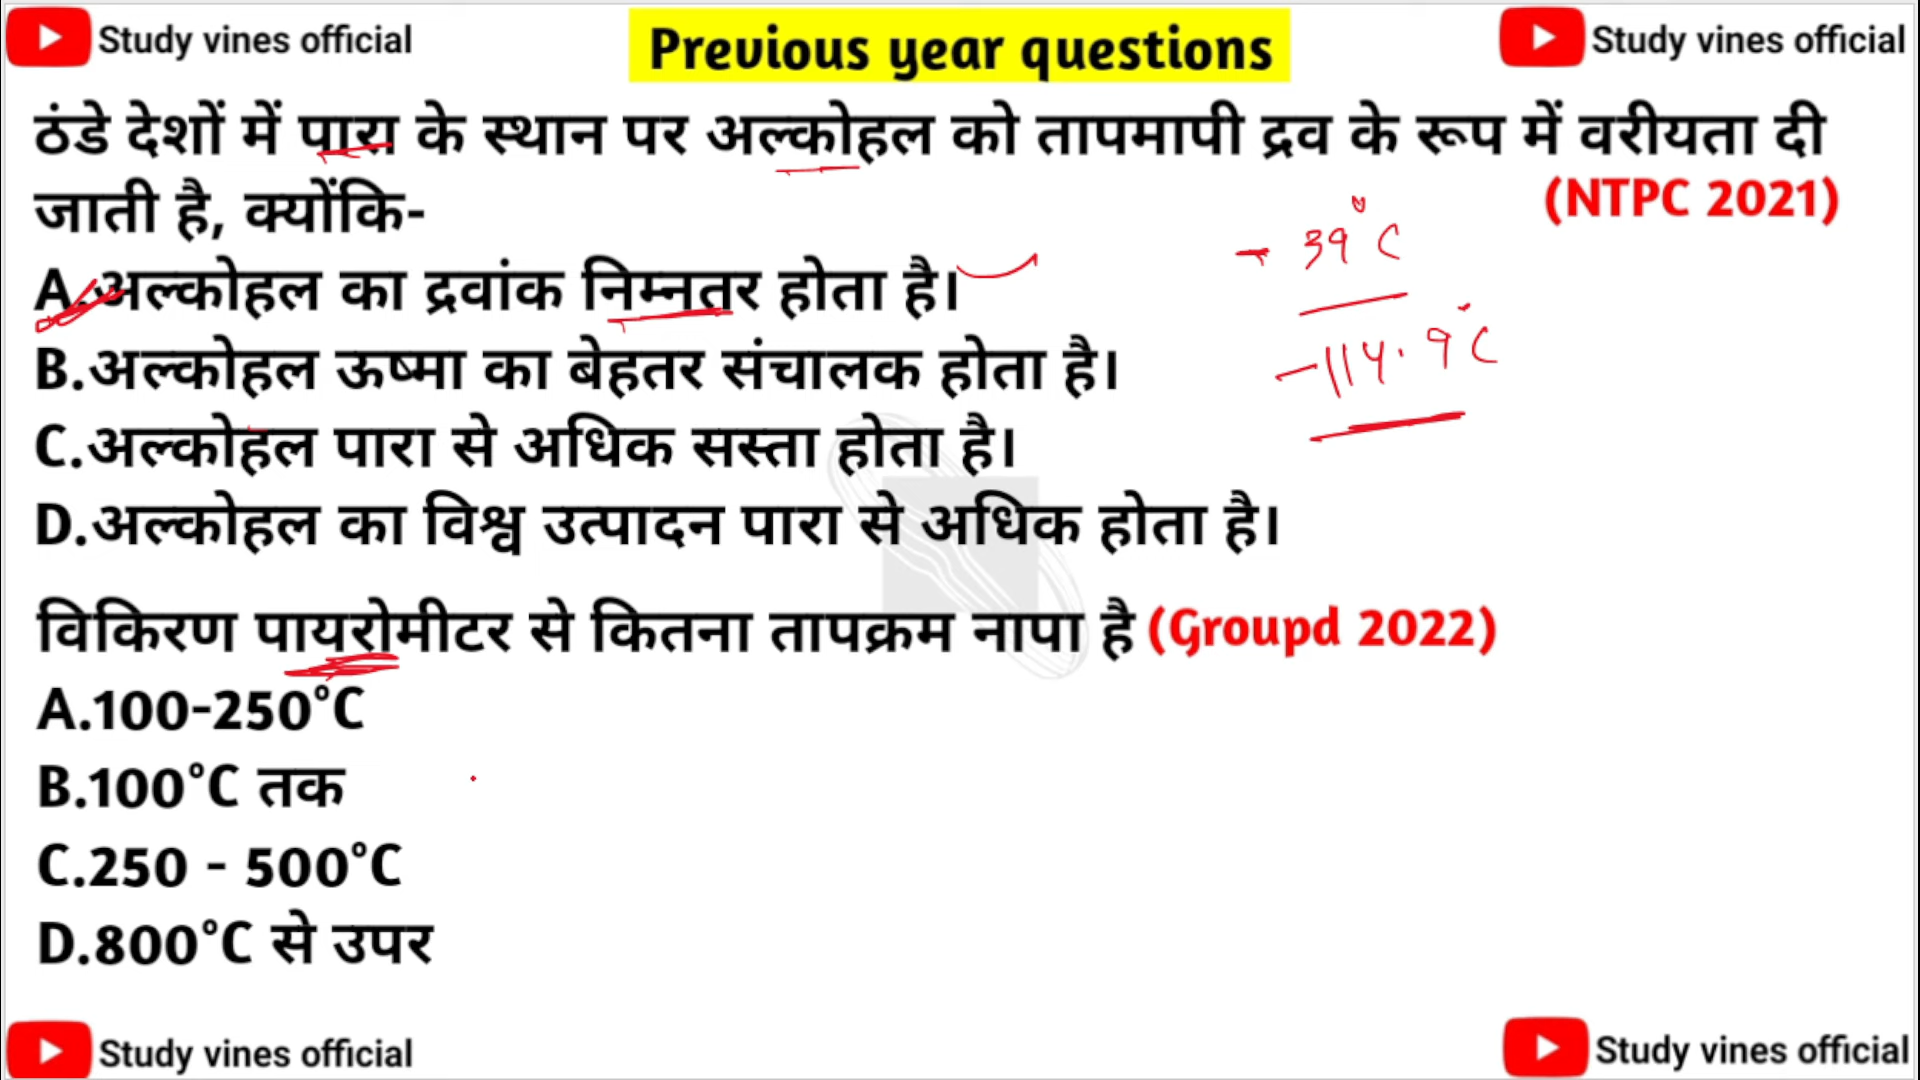 Study vines official
Previous year questions
Study vines official
ठंडे देशों में पारा के स्थान पर अल्कोहल को तापमापी द्रव के रूप में वरीयता दी
जाती है, क्योंकि-
(NTPC 2021)
- 39°C
A.अल्कोहल का द्रवांक निम्नतर होता है।
-114.9°C
B.अल्कोहल ऊष्मा का बेहतर संचालक होता है।
C.अल्कोहल पारा से अधिक सस्ता होता है।
D.अल्कोहल का विश्व उत्पादन पारा से अधिक होता है।
विकिरण पायरोमीटर से कितना तापक्रम नापा है (Groupd 2022)
A.100-250°C
B.100°C तक
C.250 - 500°C
D.800°C से उपर
Study vines official
Study vines official